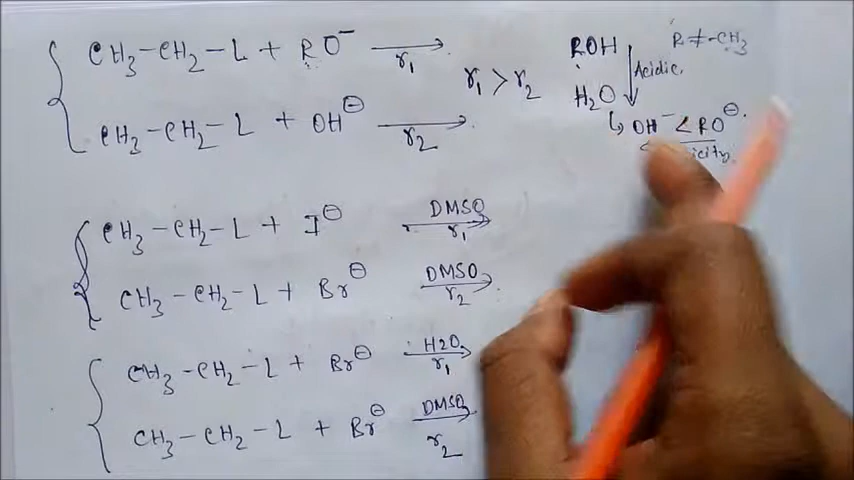 CH3-CH2-L + RO⁻ →r1
r1 > r2
CH3-CH2-L + OH⊖ →r2
ROH
R ≠ -CH3
Acidic.
H2O
↳ OH⁻ < RO⊖.
CH3-CH2-L + I⊖ DMSO → r1
CH3-CH2-L + Br⊖ DMSO → r2
CH3-CH2-L + Br⊖ H2O → r1
CH3-CH2-L + Br⊖ DMSO → r2